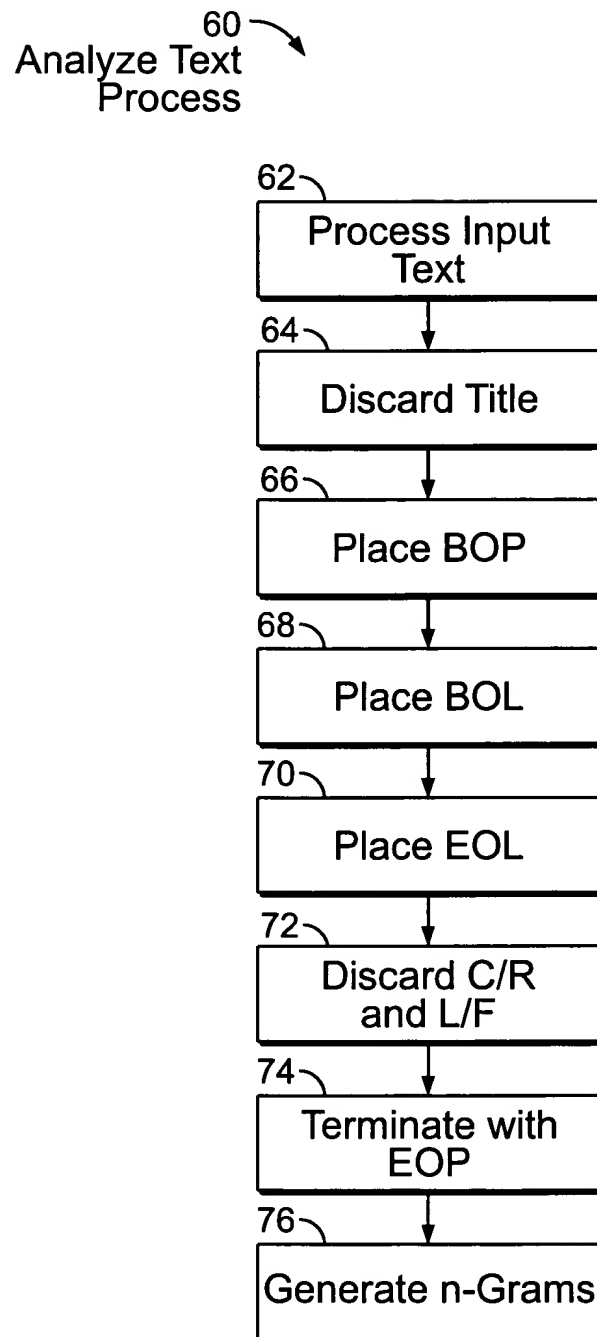 60
Analyze Text
Process
62
Process Input
Text
64
Discard Title
66
Place BOP
68
Place BOL
70
Place EOL
72
Discard C/R
and L/F
74
Terminate with
EOP
76
Generate n-Grams